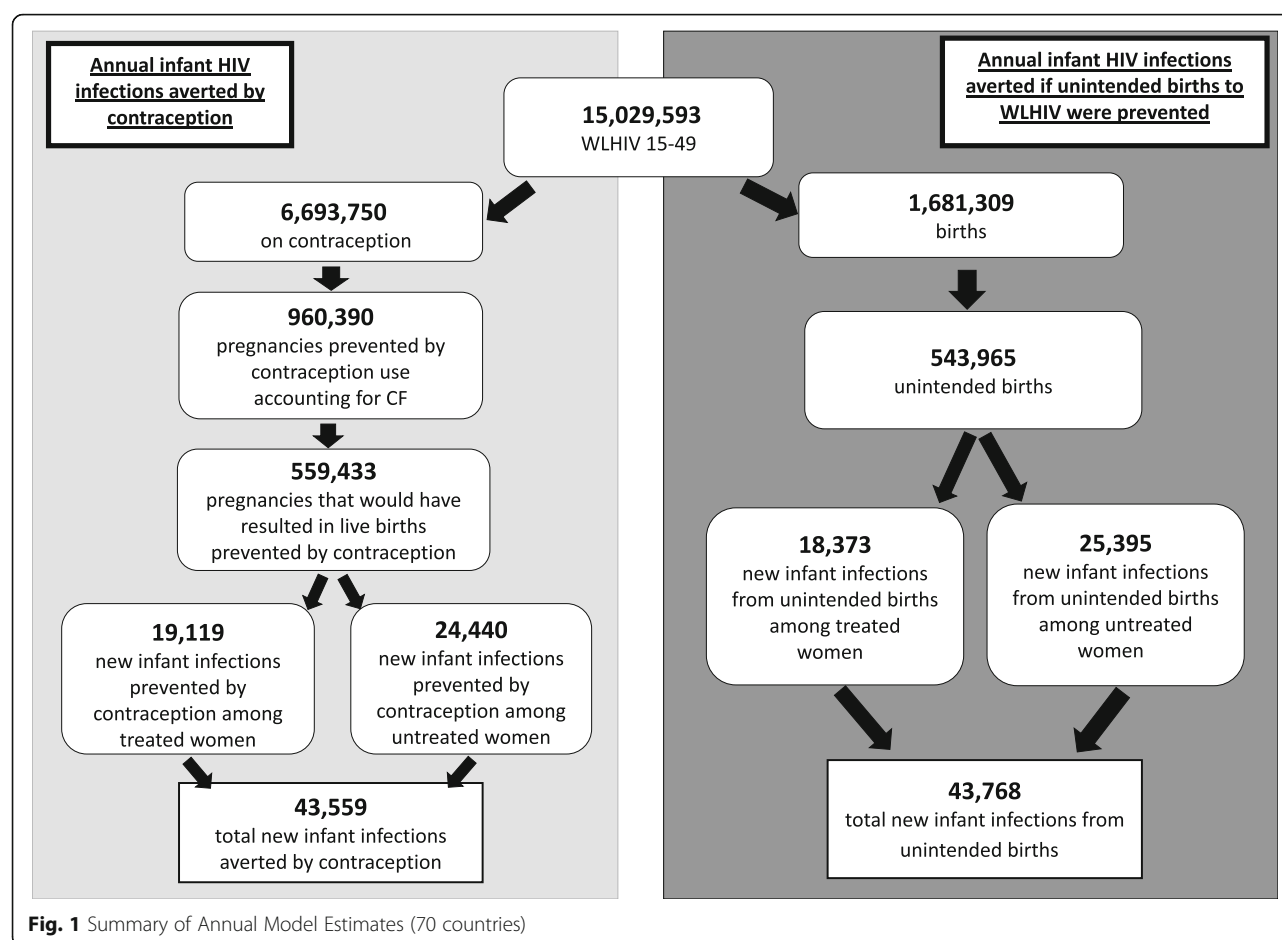 Annual infant HIV
infections averted by
contraception
Annual infant HIV infections
averted if unintended births to
WLHIV were prevented
15,029,593
WLHIV 15-49
6,693,750
on contraception
960,390
pregnancies prevented by
contraception use
accounting for CF
559,433
pregnancies that would have
resulted in live births
prevented by contraception
19,119
new infant infections
prevented by
contraception among
treated women
24,440
new infant infections
prevented by
contraception among
untreated women
43,559
total new infant infections
averted by contraception
1,681,309
births
543,965
unintended births
18,373
new infant infections
from unintended births
among treated
women
25,395
new infant infections
from unintended births
among untreated
women
43,768
total new infant infections from
unintended births
Fig. 1 Summary of Annual Model Estimates (70 countries)